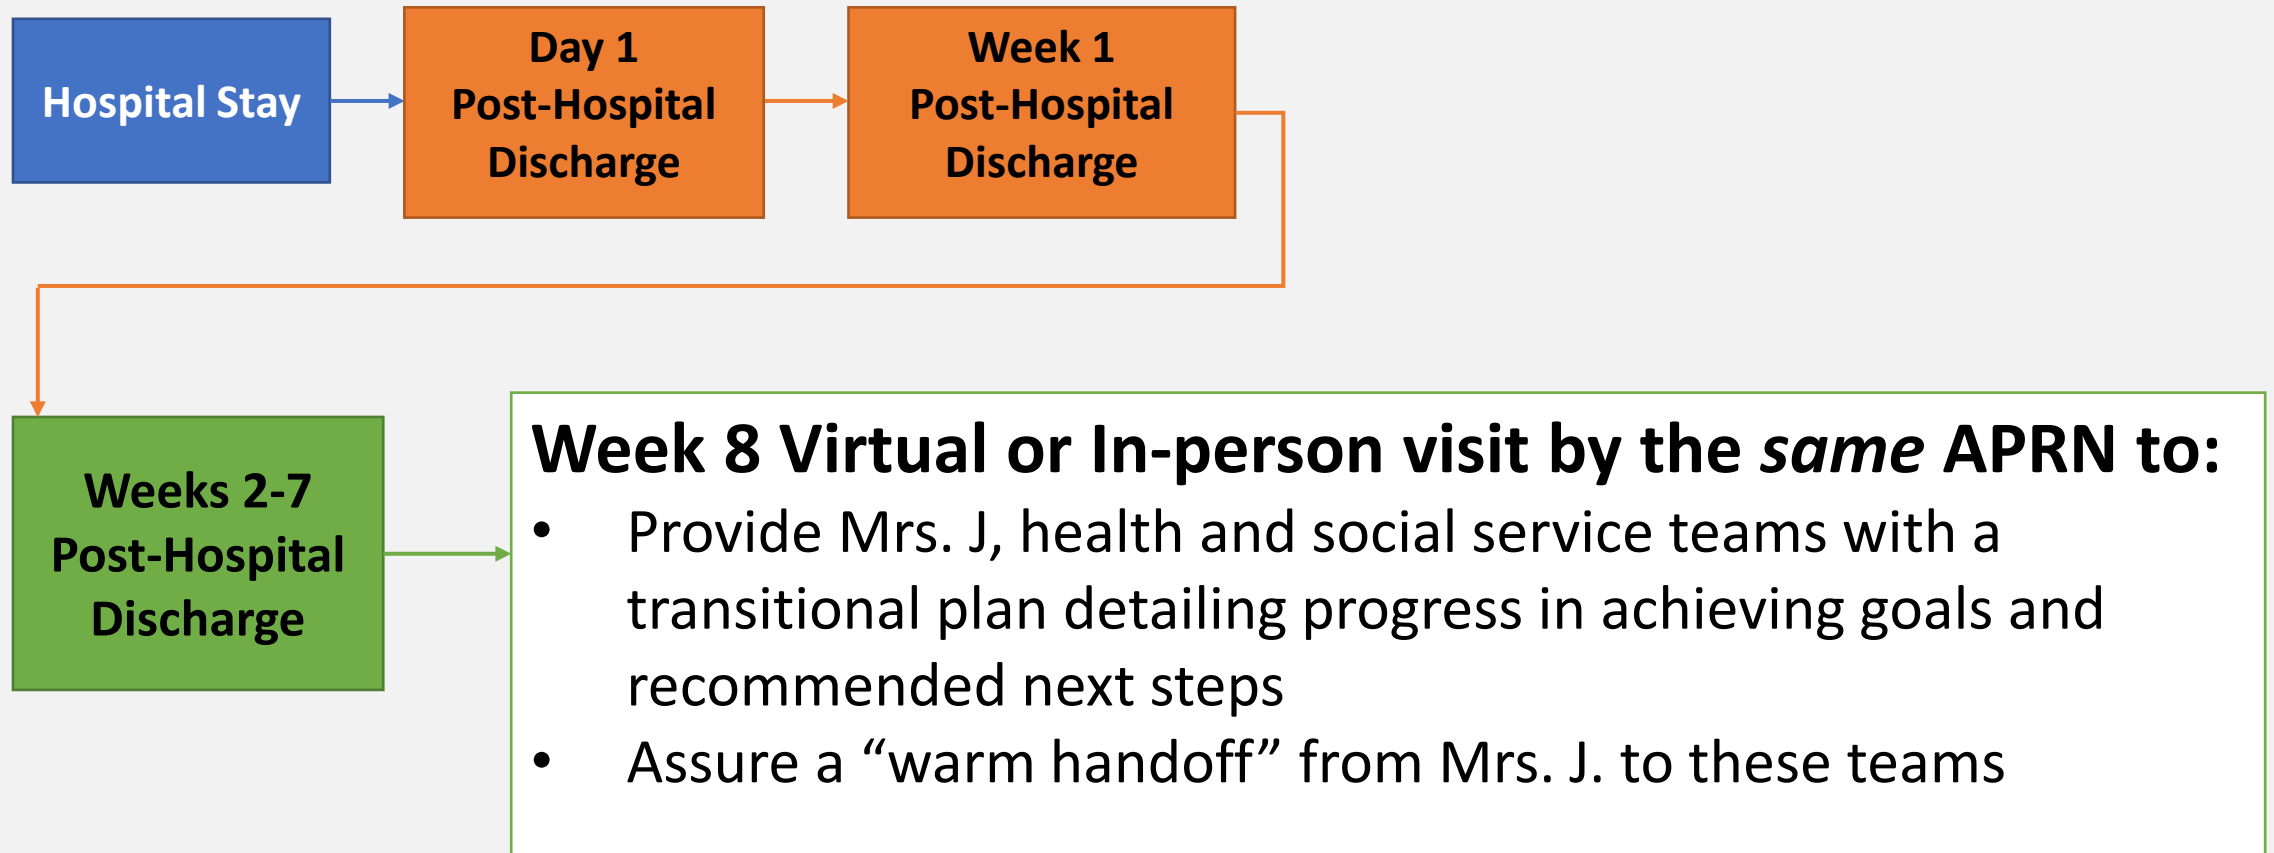 Hospital Stay
Day 1
Post-Hospital
Discharge
Week 1
Post-Hospital
Discharge
Weeks 2-7
Post-Hospital
Discharge
Week 8 Virtual or In-person visit by the same APRN to:
• Provide Mrs. J, health and social service teams with a
transitional plan detailing progress in achieving goals and
recommended next steps
• Assure a “warm handoff” from Mrs. J. to these teams